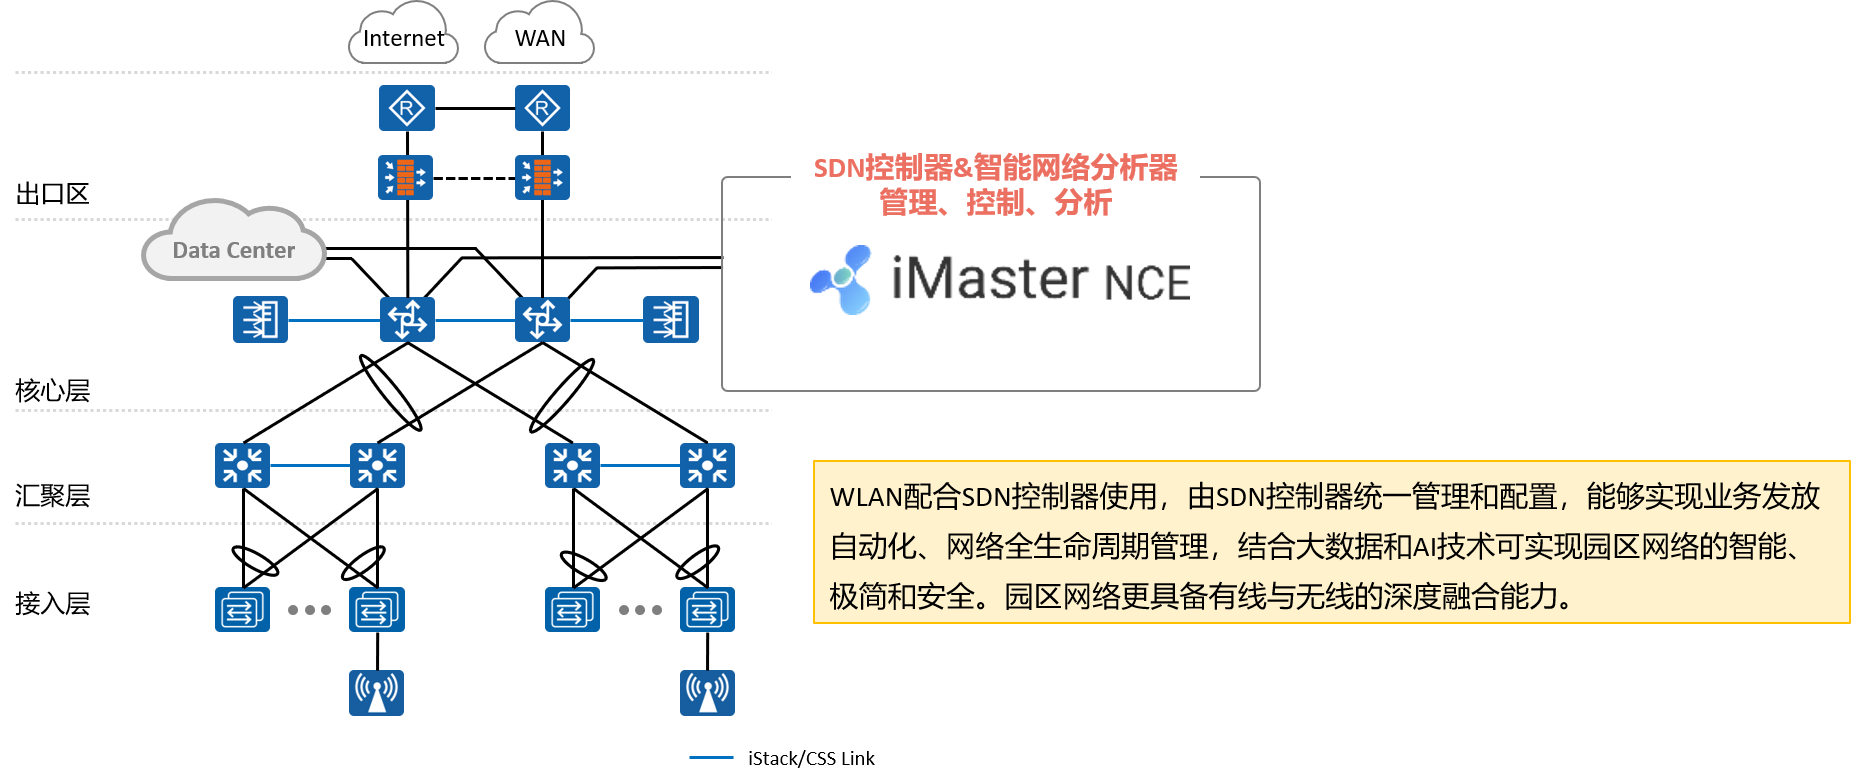 Internet
WAN
R
R
出口区
SDN控制器&智能网络分析器
管理、控制、分析
Data Center
iMaster NCE
核心层
汇聚层
WLAN配合SDN控制器使用，由SDN控制器统一管理和配置，能够实现业务发放
自动化、网络全生命周期管理，结合大数据和AI技术可实现园区网络的智能、
极简和安全。园区网络更具备有线与无线的深度融合能力。
接入层
iStack/CSS Link